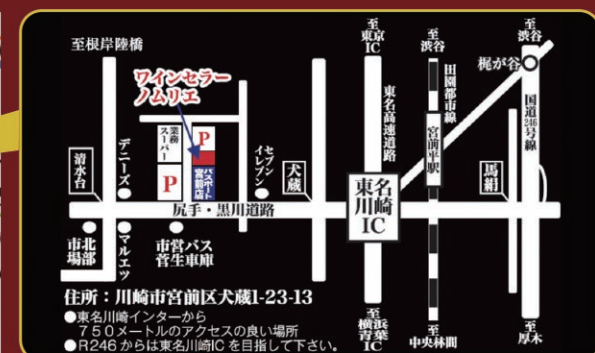 至根岸陸橋
至東京IC
至渋谷
至渋谷
梶が谷
ワインセラー
ノムリエ
東名高速道路
田園都市線
宮前平駅
国道246号線
清水台
デニーズ
業務スーパー
P
P
パスポート宮前店
セブンイレブン
犬蔵
東名川崎IC
馬絹
尻手・黒川道路
北部市場
マルエツ
市営バス
菅生車庫
住所:川崎市宮前区犬蔵1-23-13
●東名川崎インターから
750メートルのアクセスの良い場所
●R246からは東名川崎ICを目指して下さい。
至横浜青葉IC
至中央林間
至厚木